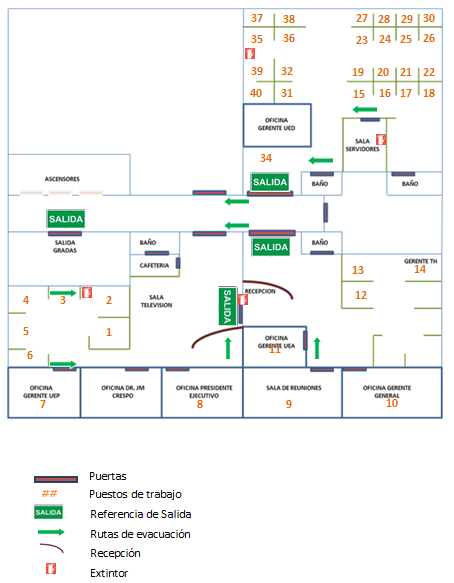 37 38 27 28 29 30
35 36 23 24 25 26
39 32 19 20 21 22
40 31 15 16 17 18
OFICINA
GERENTE UED
SALA
SERVIDORES
34
ASCENSORES
SALIDA
BAÑO
BAÑO
SALIDA
SALIDA
GRADAS
BAÑO
SALIDA
BAÑO
CAFETERIA
GERENTE TH
13 14
4 3 2
SALA
TELEVISION
SALIDA
RECEPCION
12
5 1
6
OFICINA
GERENTE UEA
11
OFICINA
GERENTE UEP
7
OFICINA DR. JM
CRESPO
OFICINA PRESIDENTE
EJECUTIVO
8
SALA DE REUNIONES
9
OFICINA GERENTE
GENERAL
10
Puertas
## Puestos de trabajo
SALIDA Referencia de Salida
Rutas de evacuación
Recepción
Extintor